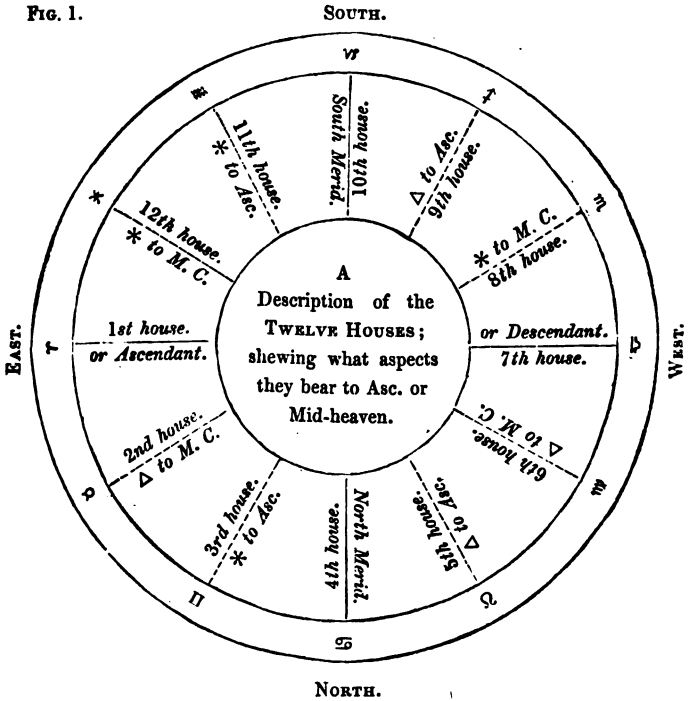 FIG. 1.
SOUTH.
♑
♐
♏
♎
♍
♌
♋
♊
♉
♈
♓
♒
10th house.
South Merid.
△ to Asc.
9th house.
✶ to M. C.
8th house.
or Descendant.
7th house.
6th house.
△ to M. C.
5th house.
△ to Asc.
North Merid.
4th house.
3rd house.
✶ to Asc.
2nd house.
△ to M. C.
1st house.
or Ascendant.
12th house.
✶ to M. C.
11th house.
✶ to Asc.
A
Description of the
TWELVE HOUSES;
shewing what aspects
they bear to Asc. or
Mid-heaven.
EAST.
WEST.
NORTH.